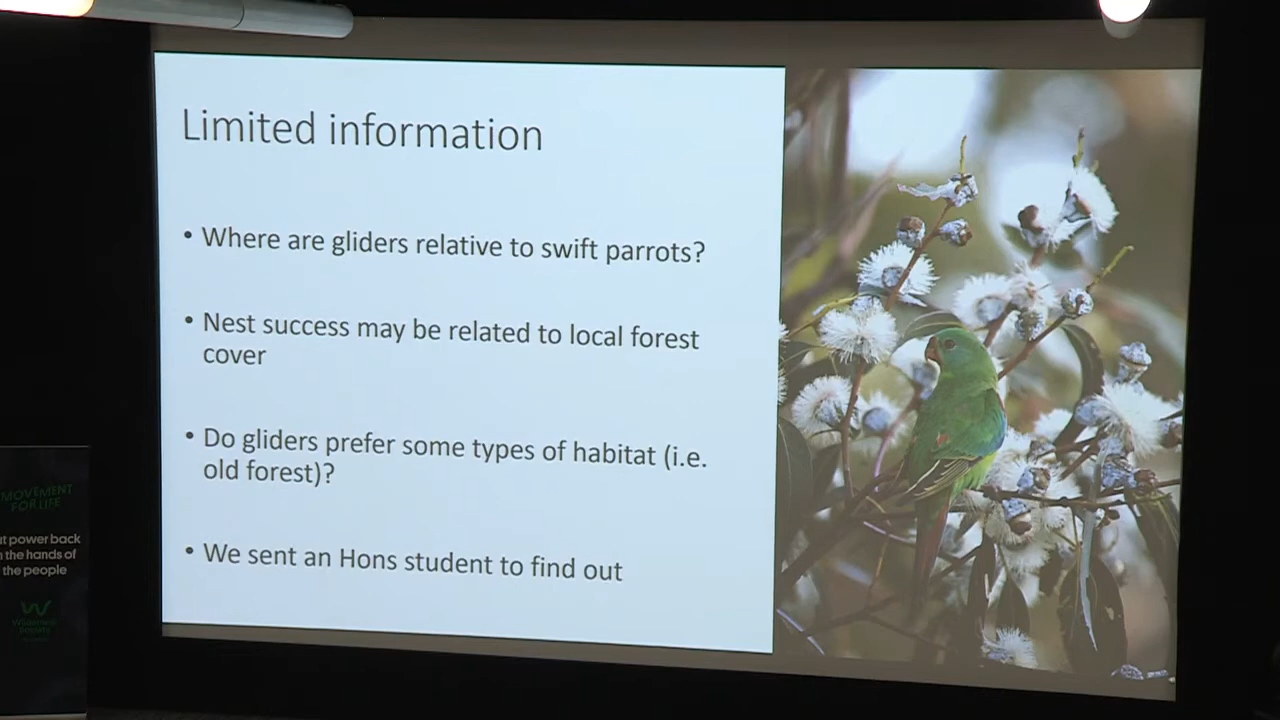 Limited information
• Where are gliders relative to swift parrots?
• Nest success may be related to local forest
cover
• Do gliders prefer some types of habitat (i.e.
old forest)?
• We sent an Hons student to find out
MOVEMENT
FOR LIFE
power back
the hands of
the people
Wilderness
Society